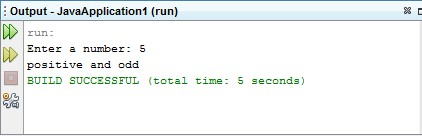 Output - JavaApplication1 (run)
run:
Enter a number: 5
positive and odd
BUILD SUCCESSFUL (total time: 5 seconds)